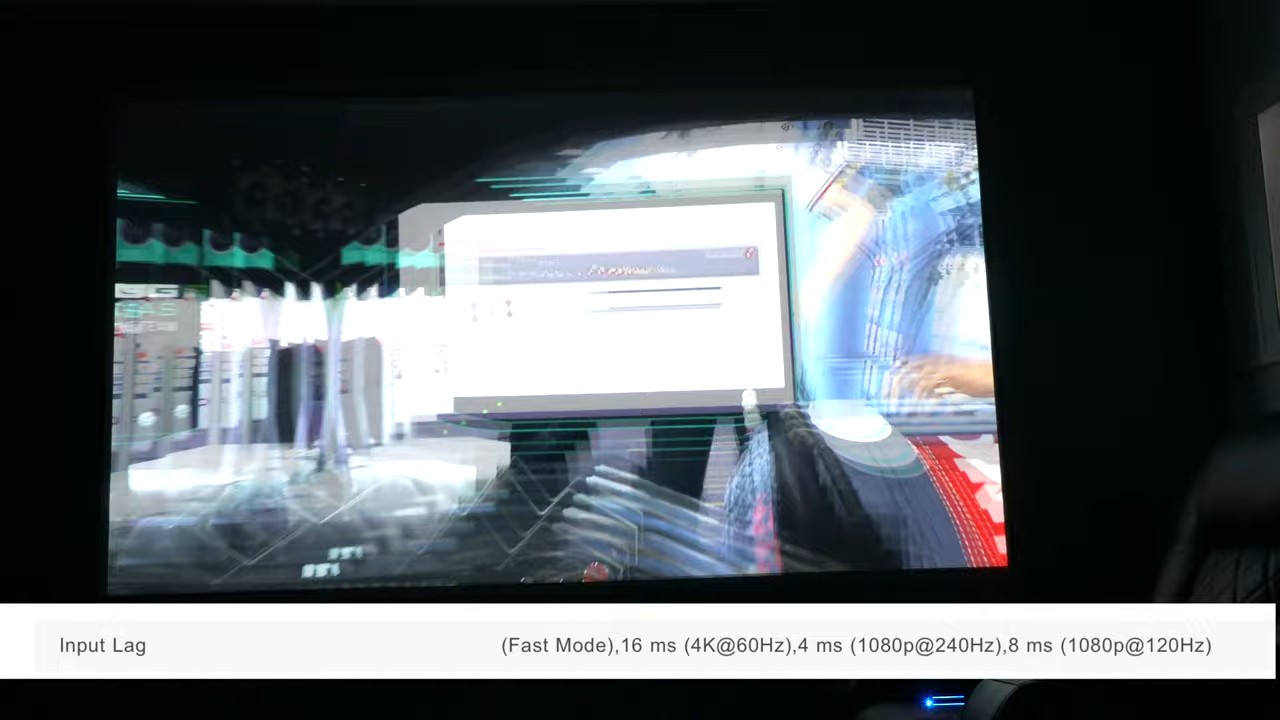 Input Lag
(Fast Mode),16 ms (4K@60Hz),4 ms (1080p@240Hz),8 ms (1080p@120Hz)